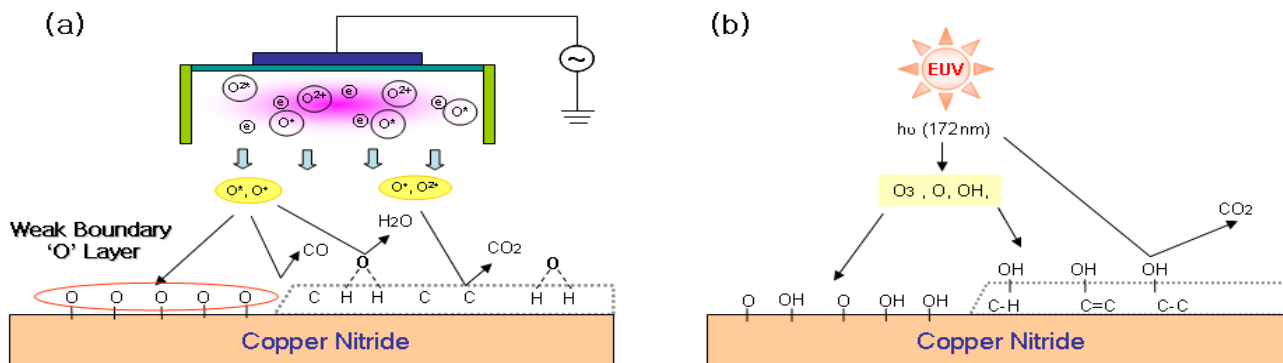 (a)
~
O2* e O2+ e O2+ e O*
e O+ e O*
O*, O+ O+, O2+
Weak Boundary
'O' Layer
H2O
CO
CO2
O O
O O O O O C H H C C H H
Copper Nitride
(b)
EUV
hυ (172nm)
O3 , O, OH,
CO2
OH OH OH
O OH O OH OH C-H C=C C-C
Copper Nitride